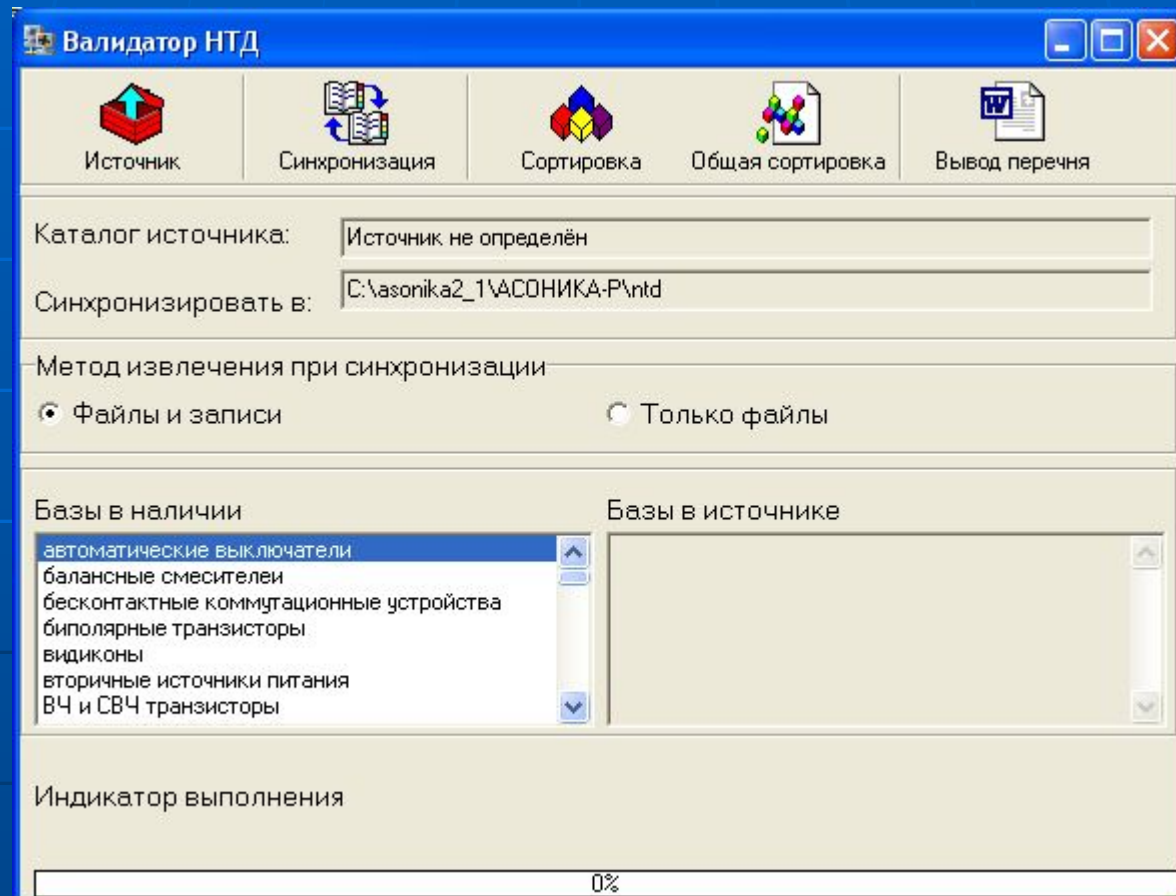 Валидатор НТД
Источник
Синхронизация
Сортировка
Общая сортировка
Вывод перечня
Каталог источника:
Источник не определён
Синхронизировать в:
C:\asonika2_1\АСОНИКА-Р\ntd
Метод извлечения при синхронизации
Файлы и записи
Только файлы
Базы в наличии
автоматические выключатели
балансные смесителеи
бесконтактные коммутационные устройства
биполярные транзисторы
видиконы
вторичные источники питания
ВЧ и СВЧ транзисторы
Базы в источнике
Индикатор выполнения
0%